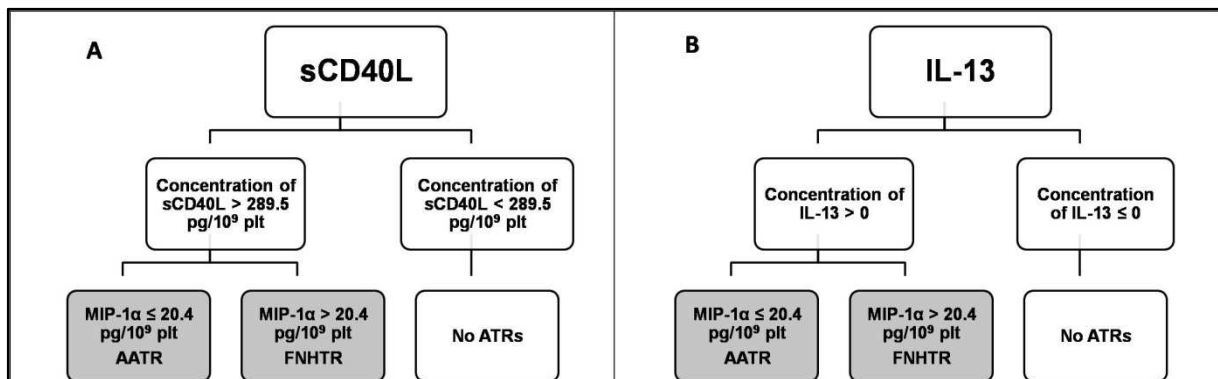 A
sCD40L
Concentration of
sCD40L > 289.5
pg/10⁹ plt
Concentration of
sCD40L < 289.5
pg/10⁹ plt
MIP-1α ≤ 20.4
pg/10⁹ plt
AATR
MIP-1α > 20.4
pg/10⁹ plt
FNHTR
No ATRs
B
IL-13
Concentration of
IL-13 > 0
Concentration
of IL-13 ≤ 0
MIP-1α ≤ 20.4
pg/10⁹ plt
AATR
MIP-1α > 20.4
pg/10⁹ plt
FNHTR
No ATRs